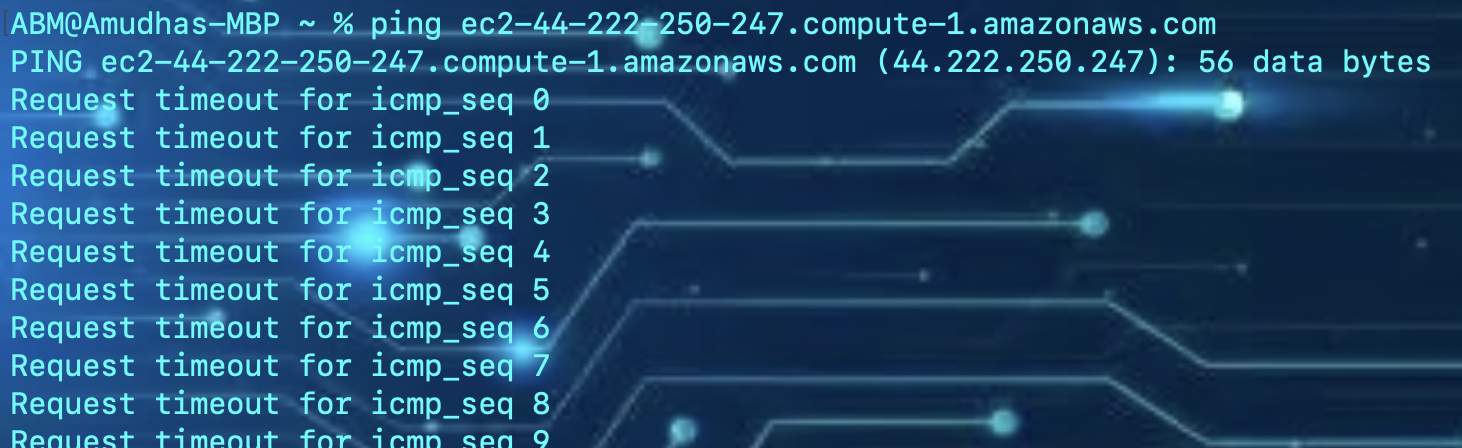 ABM@Amudhas-MBP ~ % ping ec2-44-222-250-247.compute-1.amazonaws.com
PING ec2-44-222-250-247.compute-1.amazonaws.com (44.222.250.247): 56 data bytes
Request timeout for icmp_seq 0
Request timeout for icmp_seq 1
Request timeout for icmp_seq 2
Request timeout for icmp_seq 3
Request timeout for icmp_seq 4
Request timeout for icmp_seq 5
Request timeout for icmp_seq 6
Request timeout for icmp_seq 7
Request timeout for icmp_seq 8
Request timeout for icmp_seq 9